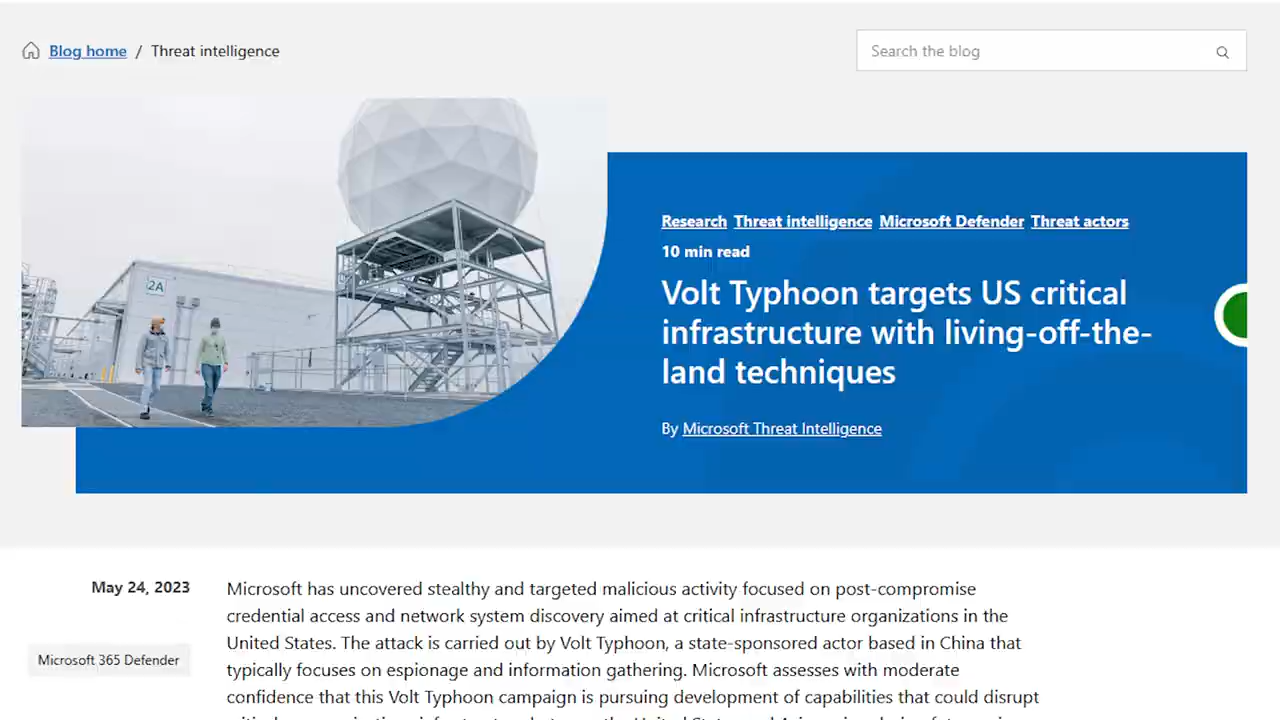 Blog home / Threat intelligence
Search the blog
2A
Research Threat intelligence Microsoft Defender Threat actors
10 min read
Volt Typhoon targets US critical
infrastructure with living-off-the-
land techniques
By Microsoft Threat Intelligence
May 24, 2023
Microsoft 365 Defender
Microsoft has uncovered stealthy and targeted malicious activity focused on post-compromise
credential access and network system discovery aimed at critical infrastructure organizations in the
United States. The attack is carried out by Volt Typhoon, a state-sponsored actor based in China that
typically focuses on espionage and information gathering. Microsoft assesses with moderate
confidence that this Volt Typhoon campaign is pursuing development of capabilities that could disrupt